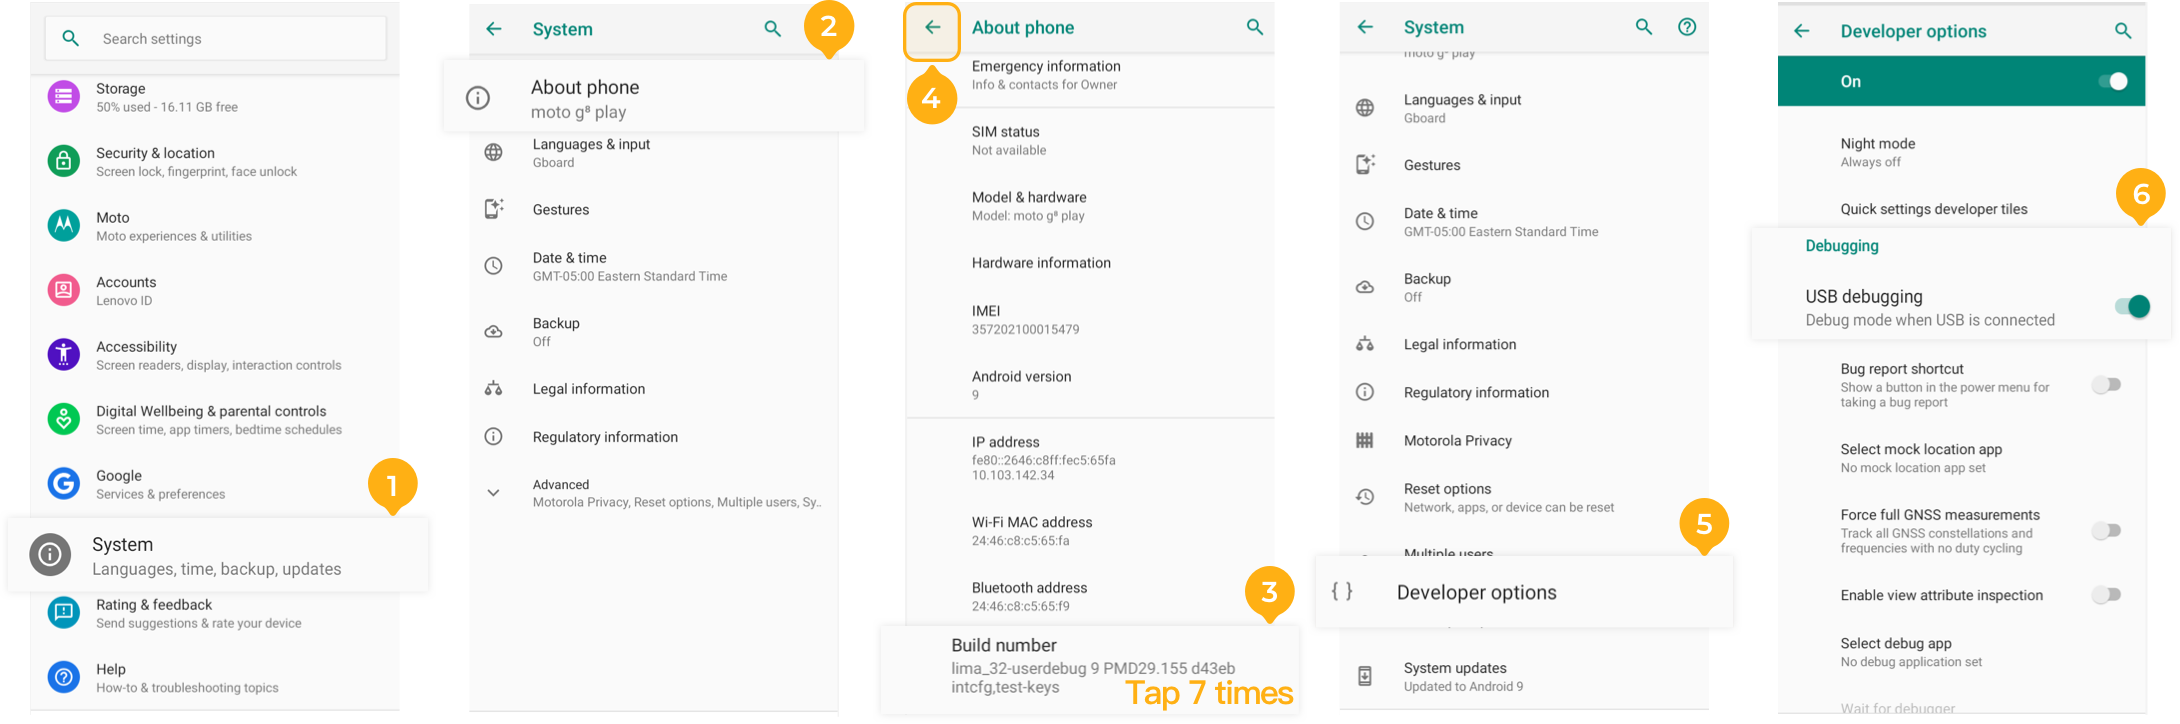 Search settings
Storage
50% used - 16.11 GB free
Security & location
Screen lock, fingerprint, face unlock
Moto
Moto experiences & utilities
Accounts
Lenovo ID
Accessibility
Screen readers, display, interaction controls
Digital Wellbeing & parental controls
Screen time, app timers, bedtime schedules
Google
Services & preferences
1
System
Languages, time, backup, updates
Rating & feedback
Send suggestions & rate your device
Help
How-to & troubleshooting topics
System
2
About phone
moto g⁸ play
Languages & input
Gboard
Gestures
Date & time
GMT-05:00 Eastern Standard Time
Backup
Off
Legal information
Regulatory information
Advanced
Motorola Privacy, Reset options, Multiple users, Sy..
About phone
4
Emergency information
Info & contacts for Owner
SIM status
Not available
Model & hardware
Model: moto g⁸ play
Hardware information
IMEI
357202100015479
Android version
9
IP address
fe80::2646:c8ff:fec5:65fa
10.103.142.34
Wi-Fi MAC address
24:46:c8:c5:65:fa
Bluetooth address
24:46:c8:c5:65:f9
3
Build number
lima_32-userdebug 9 PMD29.155 d43eb
intcfg,test-keys
Tap 7 times
System
moto g⁸ play
Languages & input
Gboard
Gestures
Date & time
GMT-05:00 Eastern Standard Time
Backup
Off
Legal information
Regulatory information
Motorola Privacy
Reset options
Network, apps, or device can be reset
5
Multiple users
Developer options
System updates
Updated to Android 9
Developer options
On
Night mode
Always off
6
Quick settings developer tiles
Debugging
USB debugging
Debug mode when USB is connected
Bug report shortcut
Show a button in the power menu for
taking a bug report
Select mock location app
No mock location app set
Force full GNSS measurements
Track all GNSS constellations and
frequencies with no duty cycling
Enable view attribute inspection
Select debug app
No debug application set
Wait for debugger